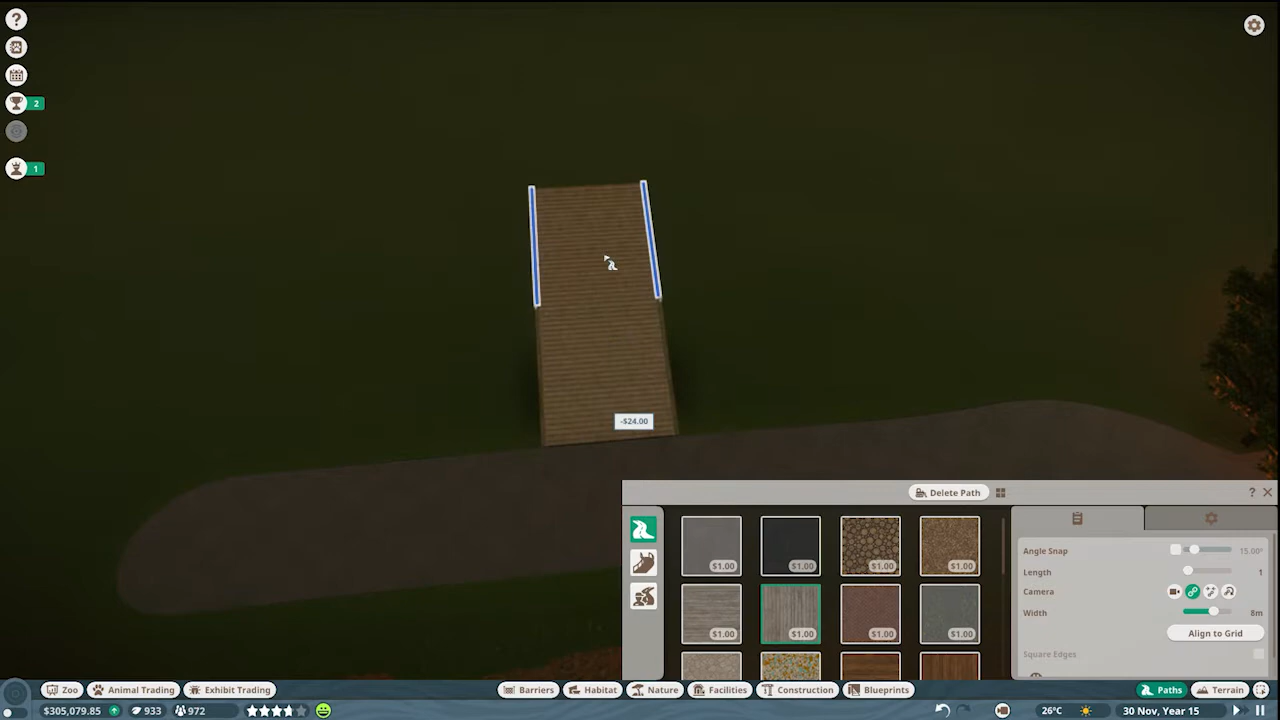 ?
2
1
-$24.00
Delete Path
?
$1.00 $1.00 $1.00 $1.00
$1.00 $1.00 $1.00 $1.00
Angle Snap 15.00°
Length 1
Camera
Width 8m
Align to Grid
Square Edges
Zoo Animal Trading Exhibit Trading Barriers Habitat Nature Facilities Construction Blueprints Paths Terrain
$305,079.85 933 972 26°C 30 Nov, Year 15